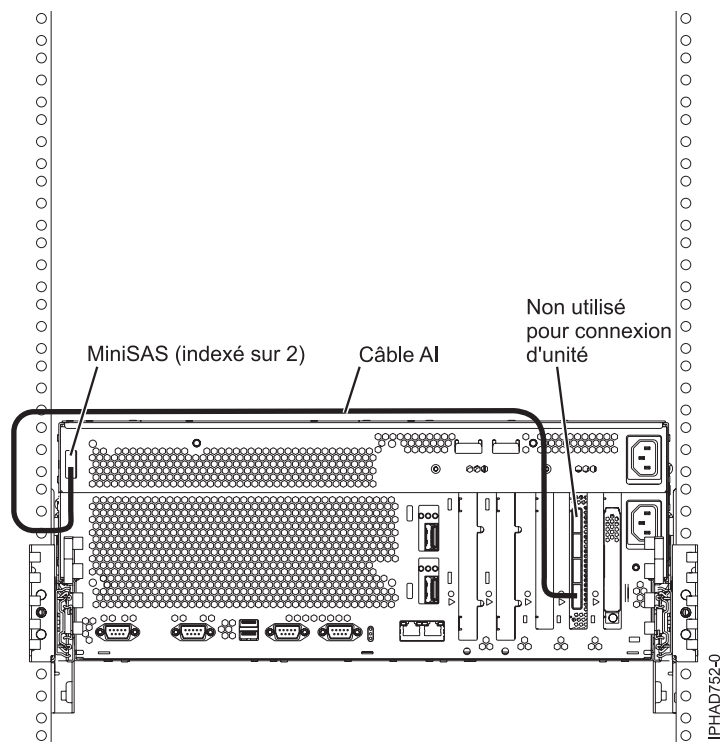 Non utilisé
pour connexion
d'unité
MiniSAS (indexé sur 2)
Câble AI
IPHAD752-0